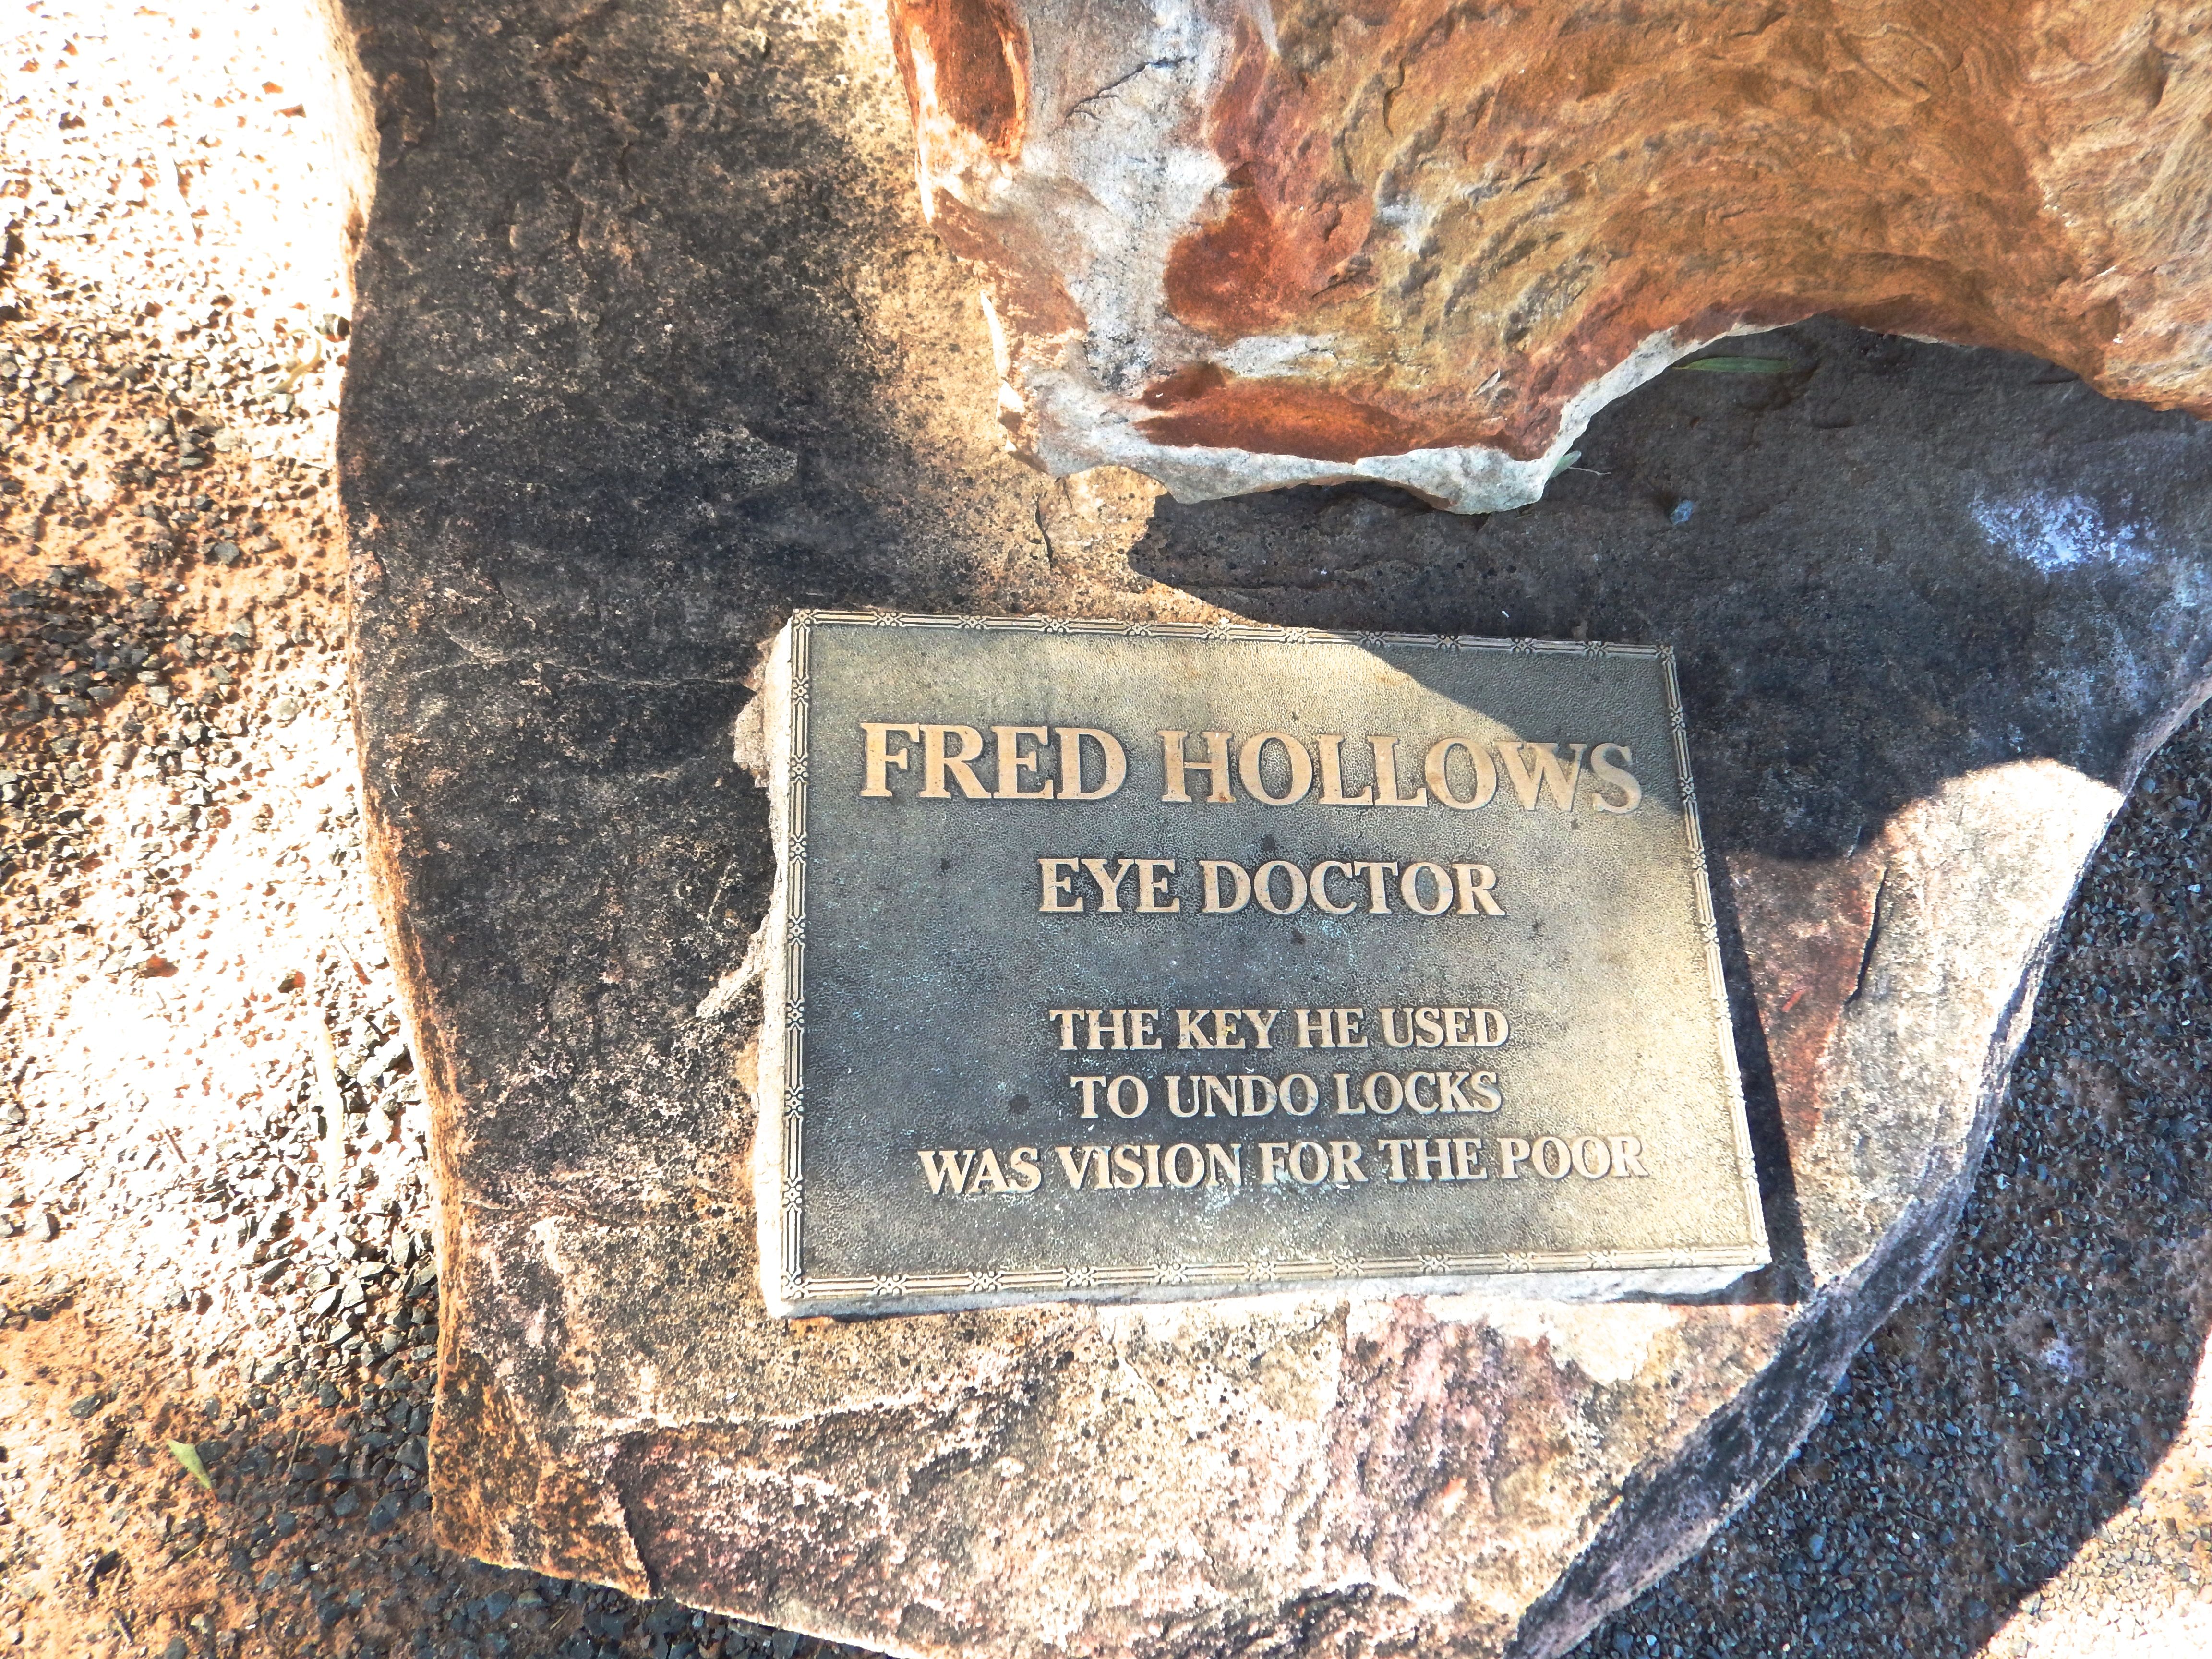 FRED HOLLOWS
EYE DOCTOR
THE KEY HE USED
TO UNDO LOCKS
WAS VISION FOR THE POOR